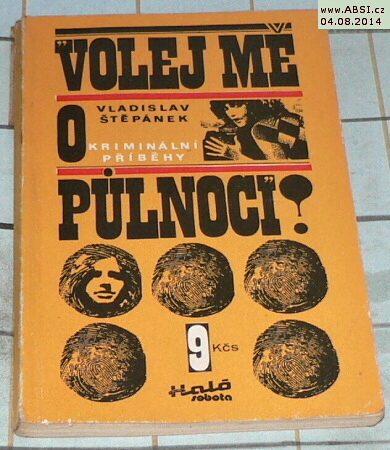 www.ABSI.cz
04.08.2014
"VOLEJ MĚ
VLADISLAV
ŠTĚPÁNEK
O
KRIMINÁLNÍ
PŘÍBĚHY
PŮLNOCI"?
9 Kčs
Haló
sobota